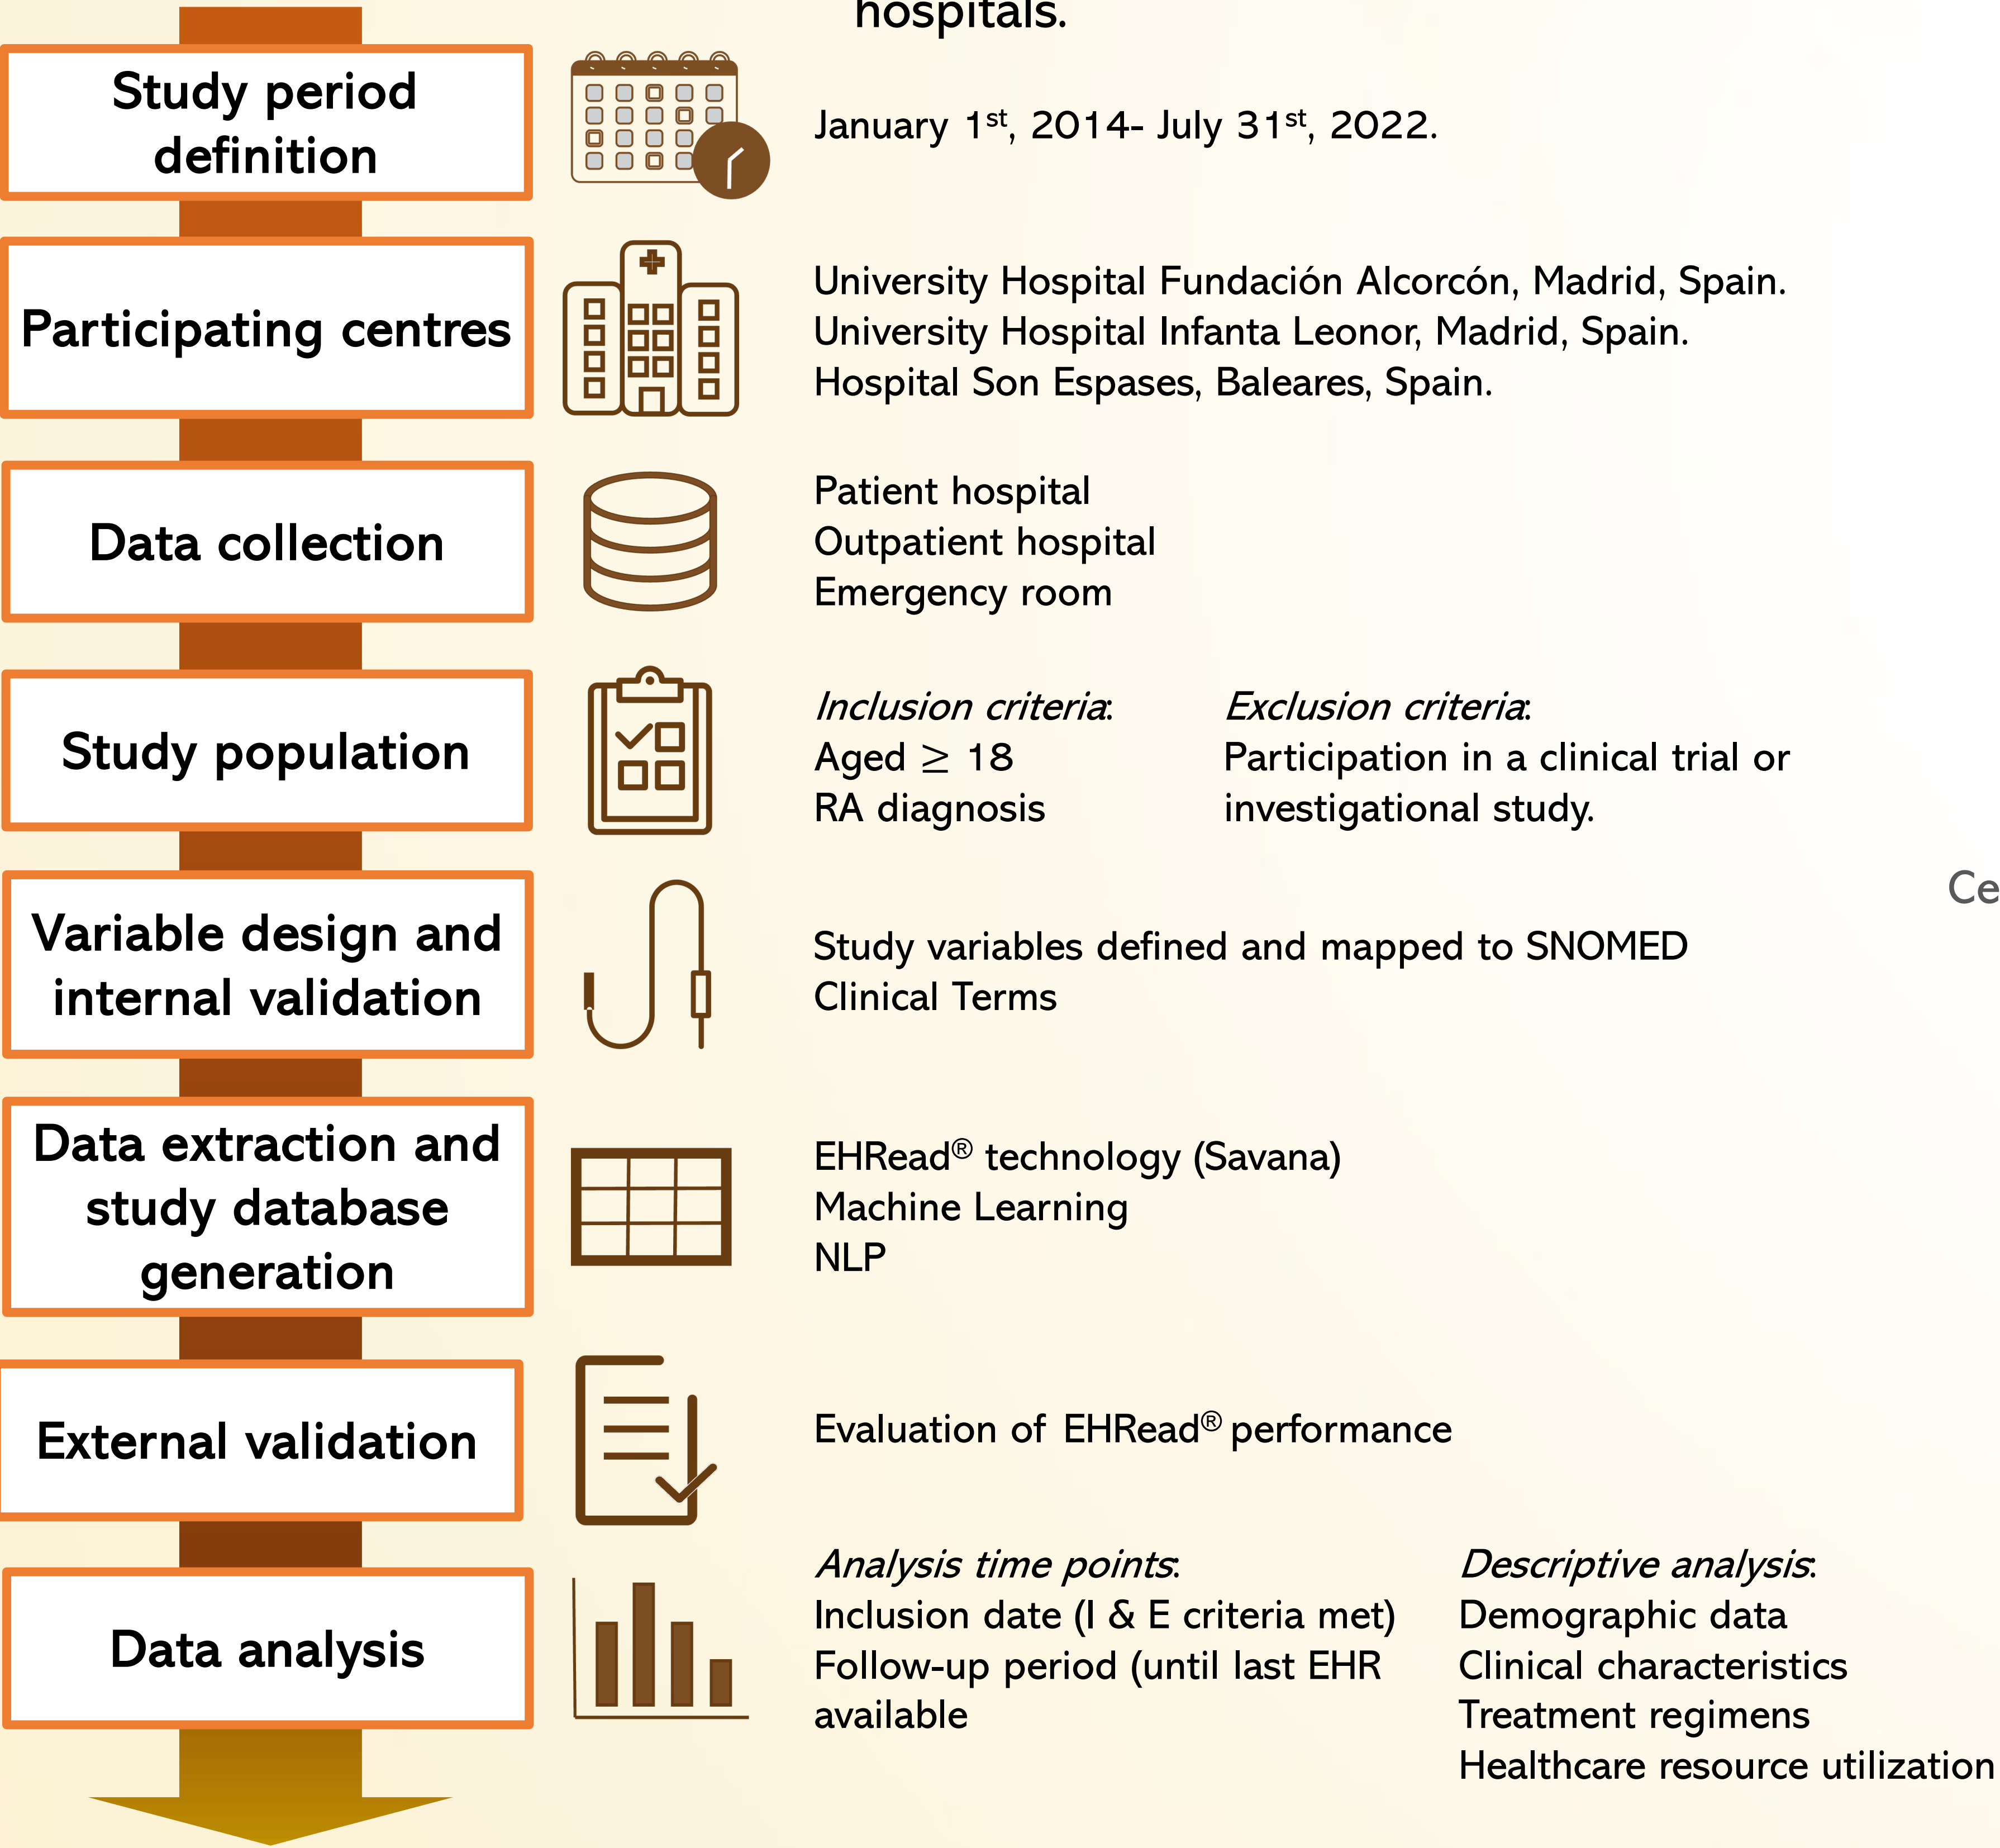 hospitals.
Study period
definition
January 1st, 2014- July 31st, 2022.
Participating centres
University Hospital Fundación Alcorcón, Madrid, Spain.
University Hospital Infanta Leonor, Madrid, Spain.
Hospital Son Espases, Baleares, Spain.
Data collection
Patient hospital
Outpatient hospital
Emergency room
Study population
Inclusion criteria:
Aged ≥ 18
RA diagnosis
Exclusion criteria:
Participation in a clinical trial or
investigational study.
Ce
Variable design and
internal validation
Study variables defined and mapped to SNOMED
Clinical Terms
Data extraction and
study database
generation
EHRead® technology (Savana)
Machine Learning
NLP
External validation
Evaluation of EHRead® performance
Data analysis
Analysis time points:
Inclusion date (I & E criteria met)
Follow-up period (until last EHR
available
Descriptive analysis:
Demographic data
Clinical characteristics
Treatment regimens
Healthcare resource utilization